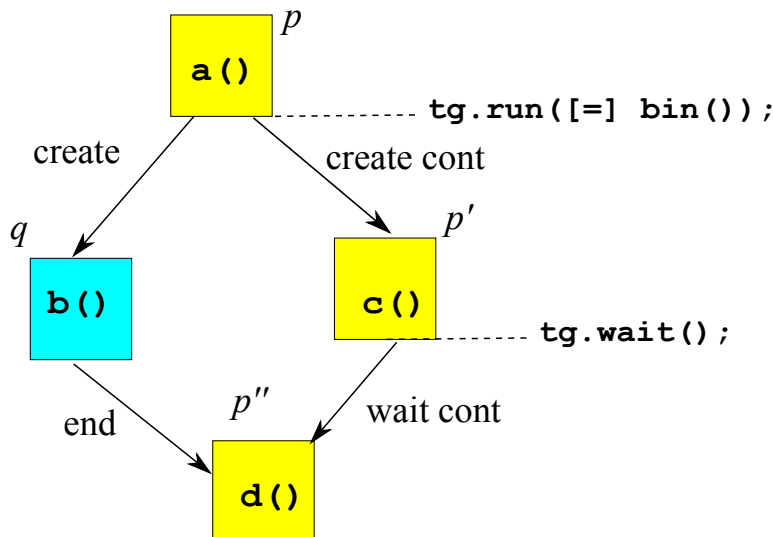 p
a()
tg.run([=] bin());
create
create cont
q
p'
b()
c()
tg.wait();
p''
end
wait cont
d()